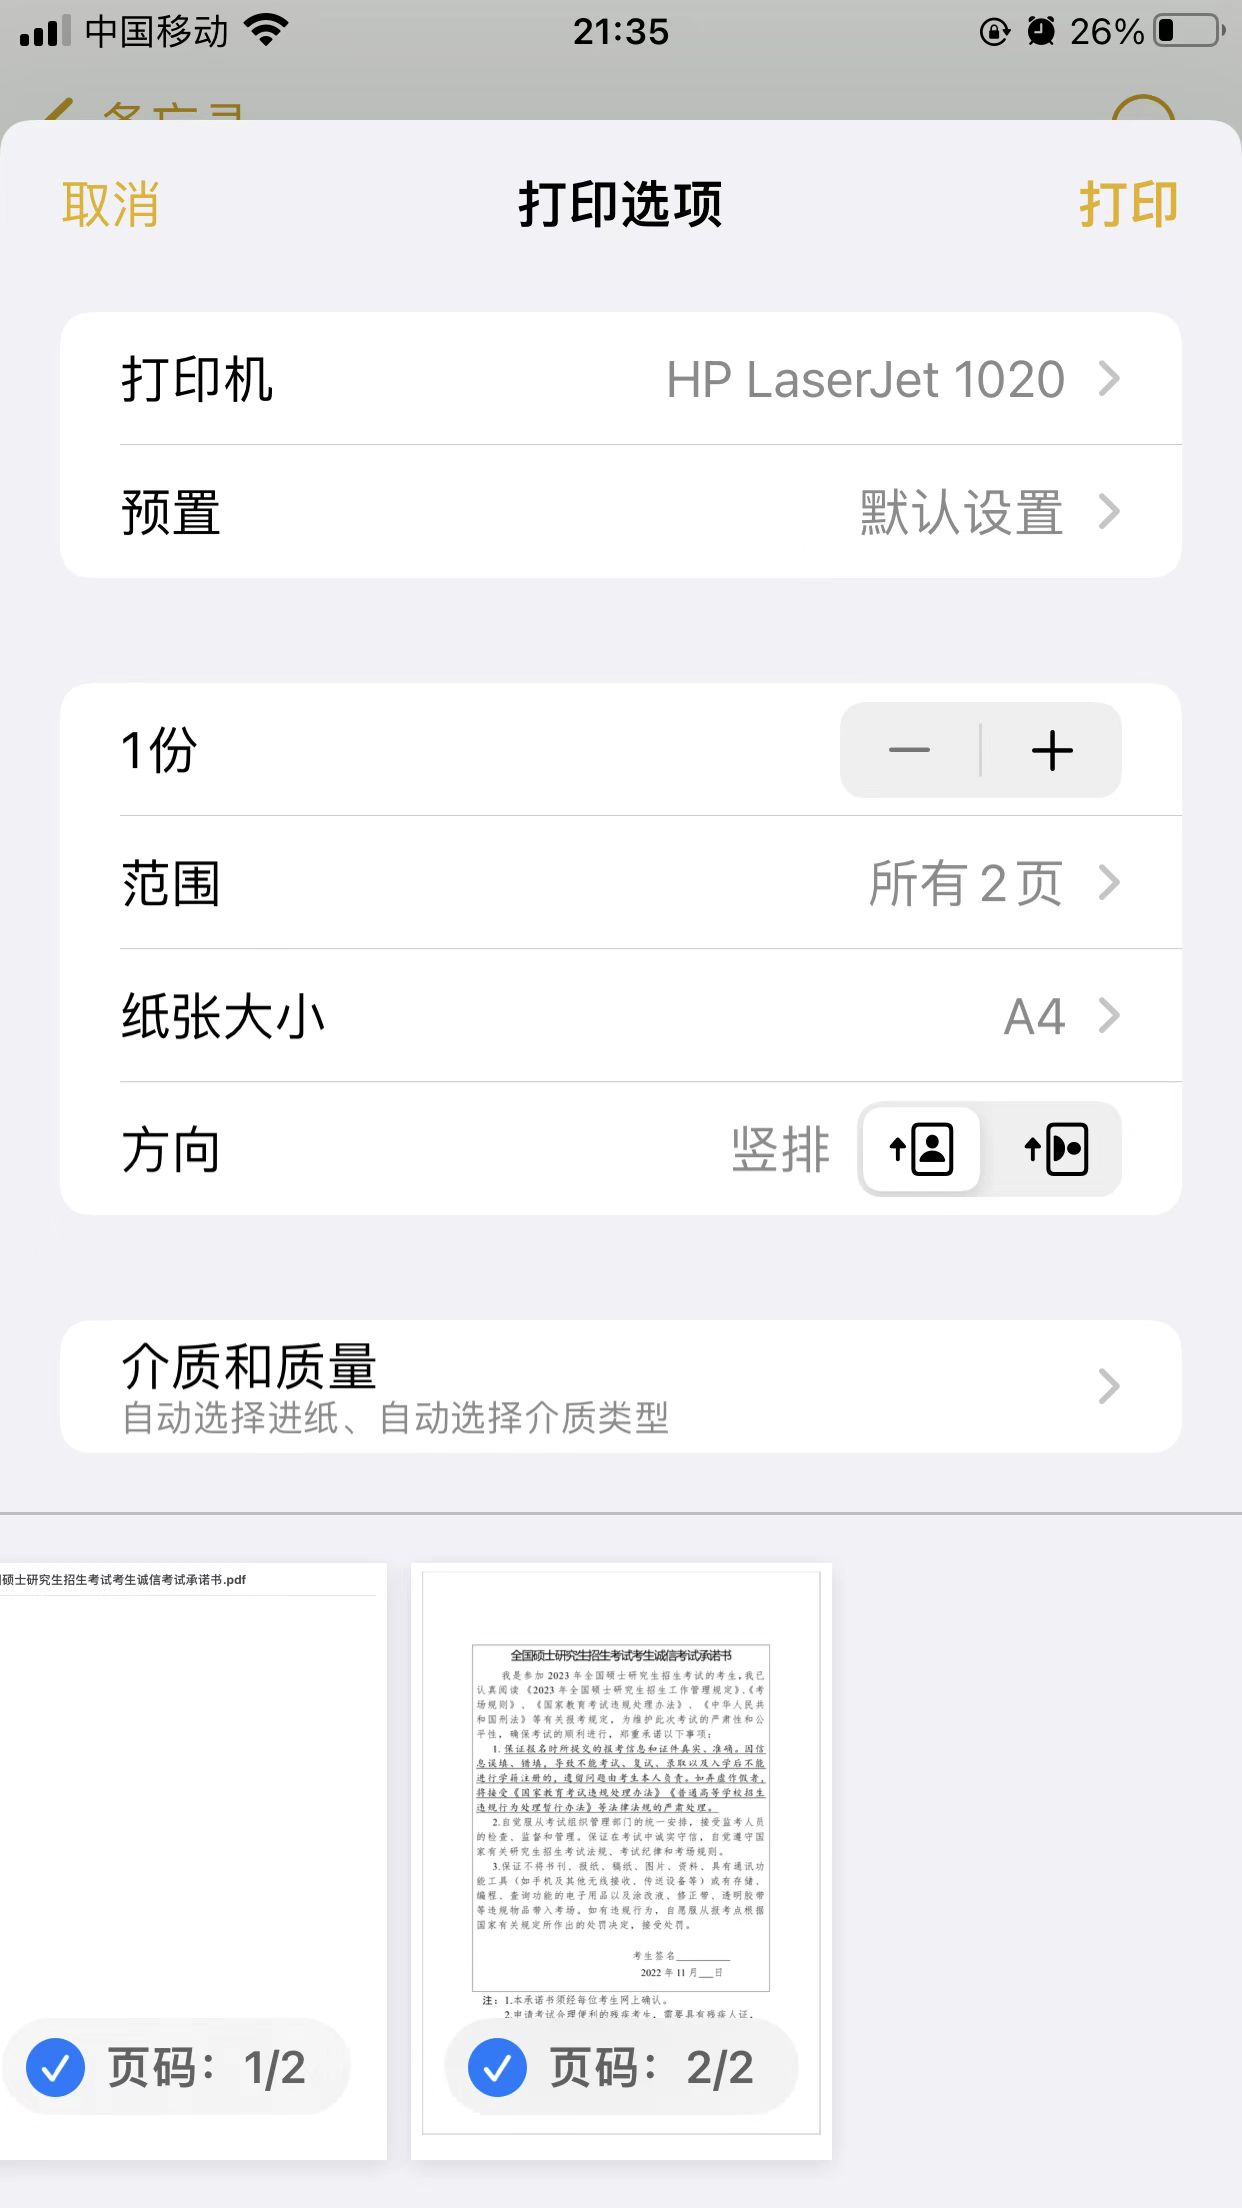 中国移动 21:35 26%
备忘录
取消 打印选项 打印
打印机 HP LaserJet 1020
预置 默认设置
1份
范围 所有2页
纸张大小 A4
方向 竖排
介质和质量
自动选择进纸、自动选择介质类型
硕士研究生招生考试考生诚信考试承诺书.pdf
页码：1/2
全国硕士研究生招生考试考生诚信考试承诺书
我是参加 2023 年全国硕士研究生招生考试的考生，我已
认真阅读《2023 年全国硕士研究生招生工作管理规定》、《考
场规则》、《国家教育考试违规处理办法》、《中华人民共
和国刑法》等有关报考规定，为维护此次考试的严肃性和公
平性，确保考试的顺利进行，郑重承诺以下事项：
1. 保证报名时所提交的报考信息和证件真实、准确。因信
息误填、错填，导致不能考试、复试、录取以及入学后不能
进行学籍注册的，遗留问题由考生本人负责。如弄虚作假者，
将接受《国家教育考试违规处理办法》《普通高等学校招生
违规行为处理暂行办法》等法律法规的严肃处理。
2.自觉服从考试组织管理部门的统一安排，接受监考人员
的检查、监督和管理。保证在考试中诚实守信，自觉遵守国
家有关研究生招生考试法规、考试纪律和考场规则。
3.保证不将书刊、报纸、稿纸、图片、资料、具有通讯功
能工具（如手机及其他无线接收、传送设备等）或有存储、
编程、查询功能的电子用品以及涂改液、修正带、透明胶带
等违规物品带入考场。如有违规行为，自愿服从报考点根据
国家有关规定所作出的处罚决定，接受处罚。
考生签名__________
2022 年 11 月___日
注：1.本承诺书须经每位考生网上确认。
2.申请考试合理便利的残疾考生，需要具有残疾人证，
页码：2/2